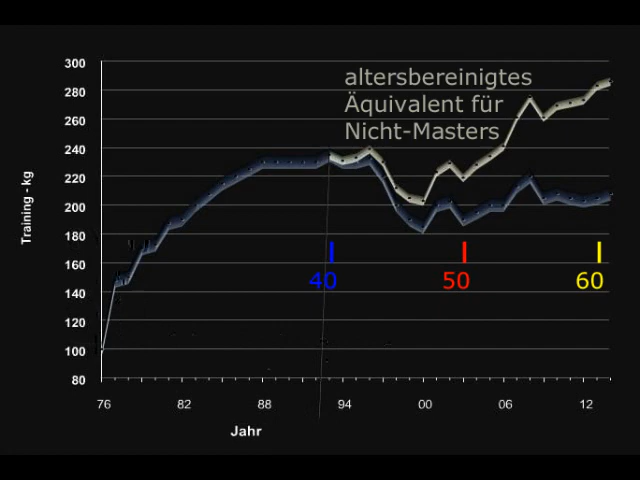 300
280
260
240
220
200
180
160
140
120
100
80
Training - kg
altersbereinigtes
Äquivalent für
Nicht-Masters
40
50
60
76 82 88 94 00 06 12
Jahr